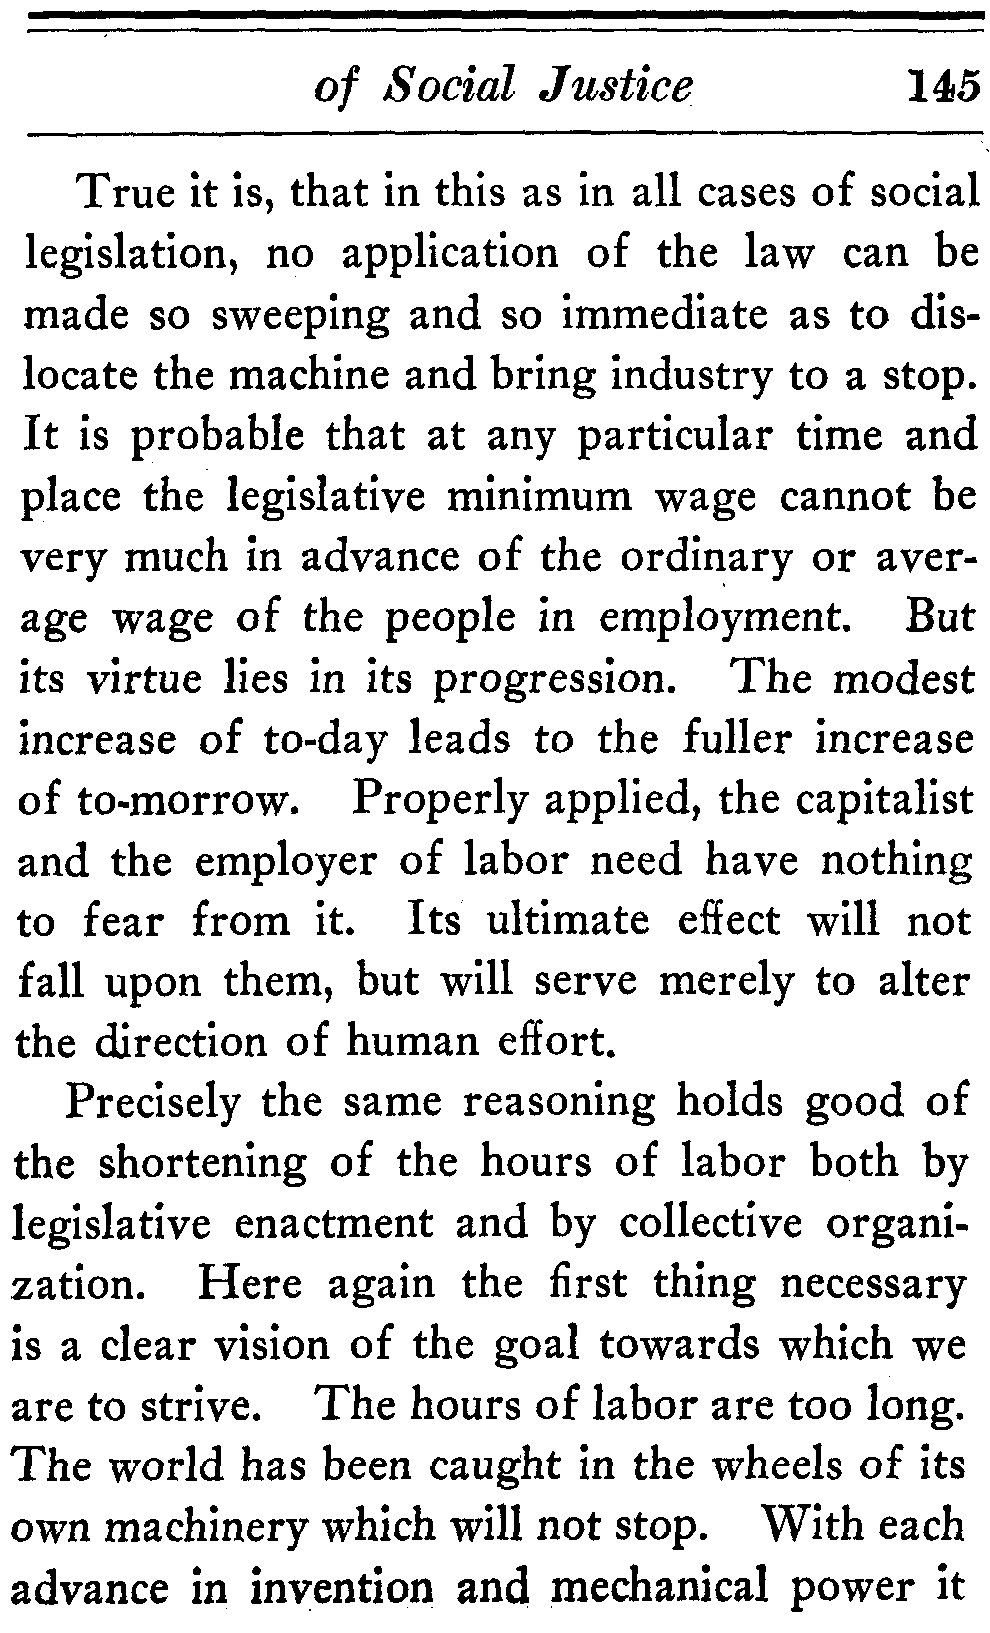 of Social Justice 145
True it is, that in this as in all cases of social
legislation, no application of the law can be
made so sweeping and so immediate as to dis-
locate the machine and bring industry to a stop.
It is probable that at any particular time and
place the legislative minimum wage cannot be
very much in advance of the ordinary or aver-
age wage of the people in employment. But
its virtue lies in its progression. The modest
increase of to-day leads to the fuller increase
of to-morrow. Properly applied, the capitalist
and the employer of labor need have nothing
to fear from it. Its ultimate effect will not
fall upon them, but will serve merely to alter
the direction of human effort.
Precisely the same reasoning holds good of
the shortening of the hours of labor both by
legislative enactment and by collective organi-
zation. Here again the first thing necessary
is a clear vision of the goal towards which we
are to strive. The hours of labor are too long.
The world has been caught in the wheels of its
own machinery which will not stop. With each
advance in invention and mechanical power it